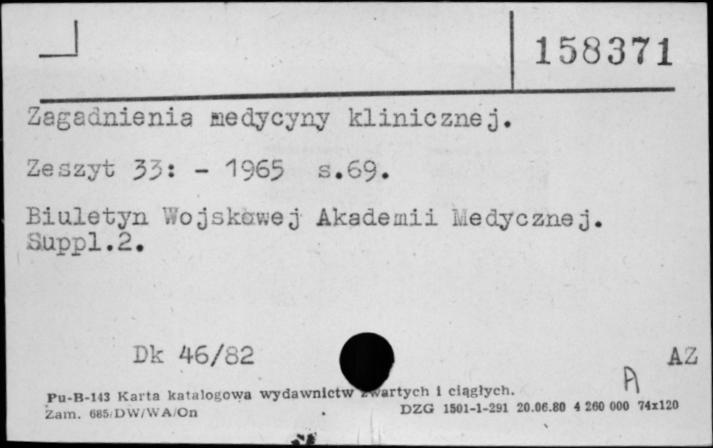 158371
Zagadnienia medycyny klinicznej.
Zeszyt 33: - 1965 s.69.
Biuletyn Wojskowej Akademii Medycznej.
Suppl.2.
Dk 46/82
AZ
A
Pu-B-143 Karta katalogowa wydawnictw zwartych i ciągłych.
Zam. 685/DW/WA/On DZG 1501-1-291 20.06.80 4 260 000 74x120